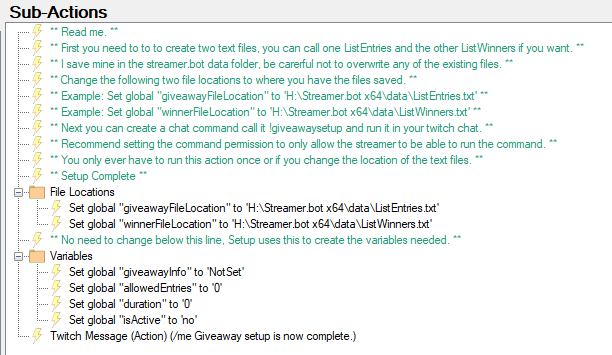 Sub-Actions
** Read me. **
** First you need to to to create two text files, you can call one ListEntries and the other ListWinners if you want. **
** I save mine in the streamer.bot data folder, be careful not to overwrite any of the existing files. **
** Change the following two file locations to where you have the files saved. **
** Example: Set global "giveawayFileLocation" to 'H:\Streamer.bot x64\data\ListEntries.txt' **
** Example: Set global "winnerFileLocation" to 'H:\Streamer.bot x64\data\ListWinners.txt' **
** Next you can create a chat command call it !giveawaysetup and run it in your twitch chat. **
** Recommend setting the command permission to only allow the streamer to be able to run the command. **
** You only ever have to run this action once or if you change the location of the text files. **
** Setup Complete **
File Locations
Set global "giveawayFileLocation" to 'H:\Streamer.bot x64\data\ListEntries.txt'
Set global "winnerFileLocation" to 'H:\Streamer.bot x64\data\ListWinners.txt'
** No need to change below this line, Setup uses this to create the variables needed. **
Variables
Set global "giveawayInfo" to 'NotSet'
Set global "allowedEntries" to '0'
Set global "duration" to '0'
Set global "isActive" to 'no'
Twitch Message (Action) (/me Giveaway setup is now complete.)